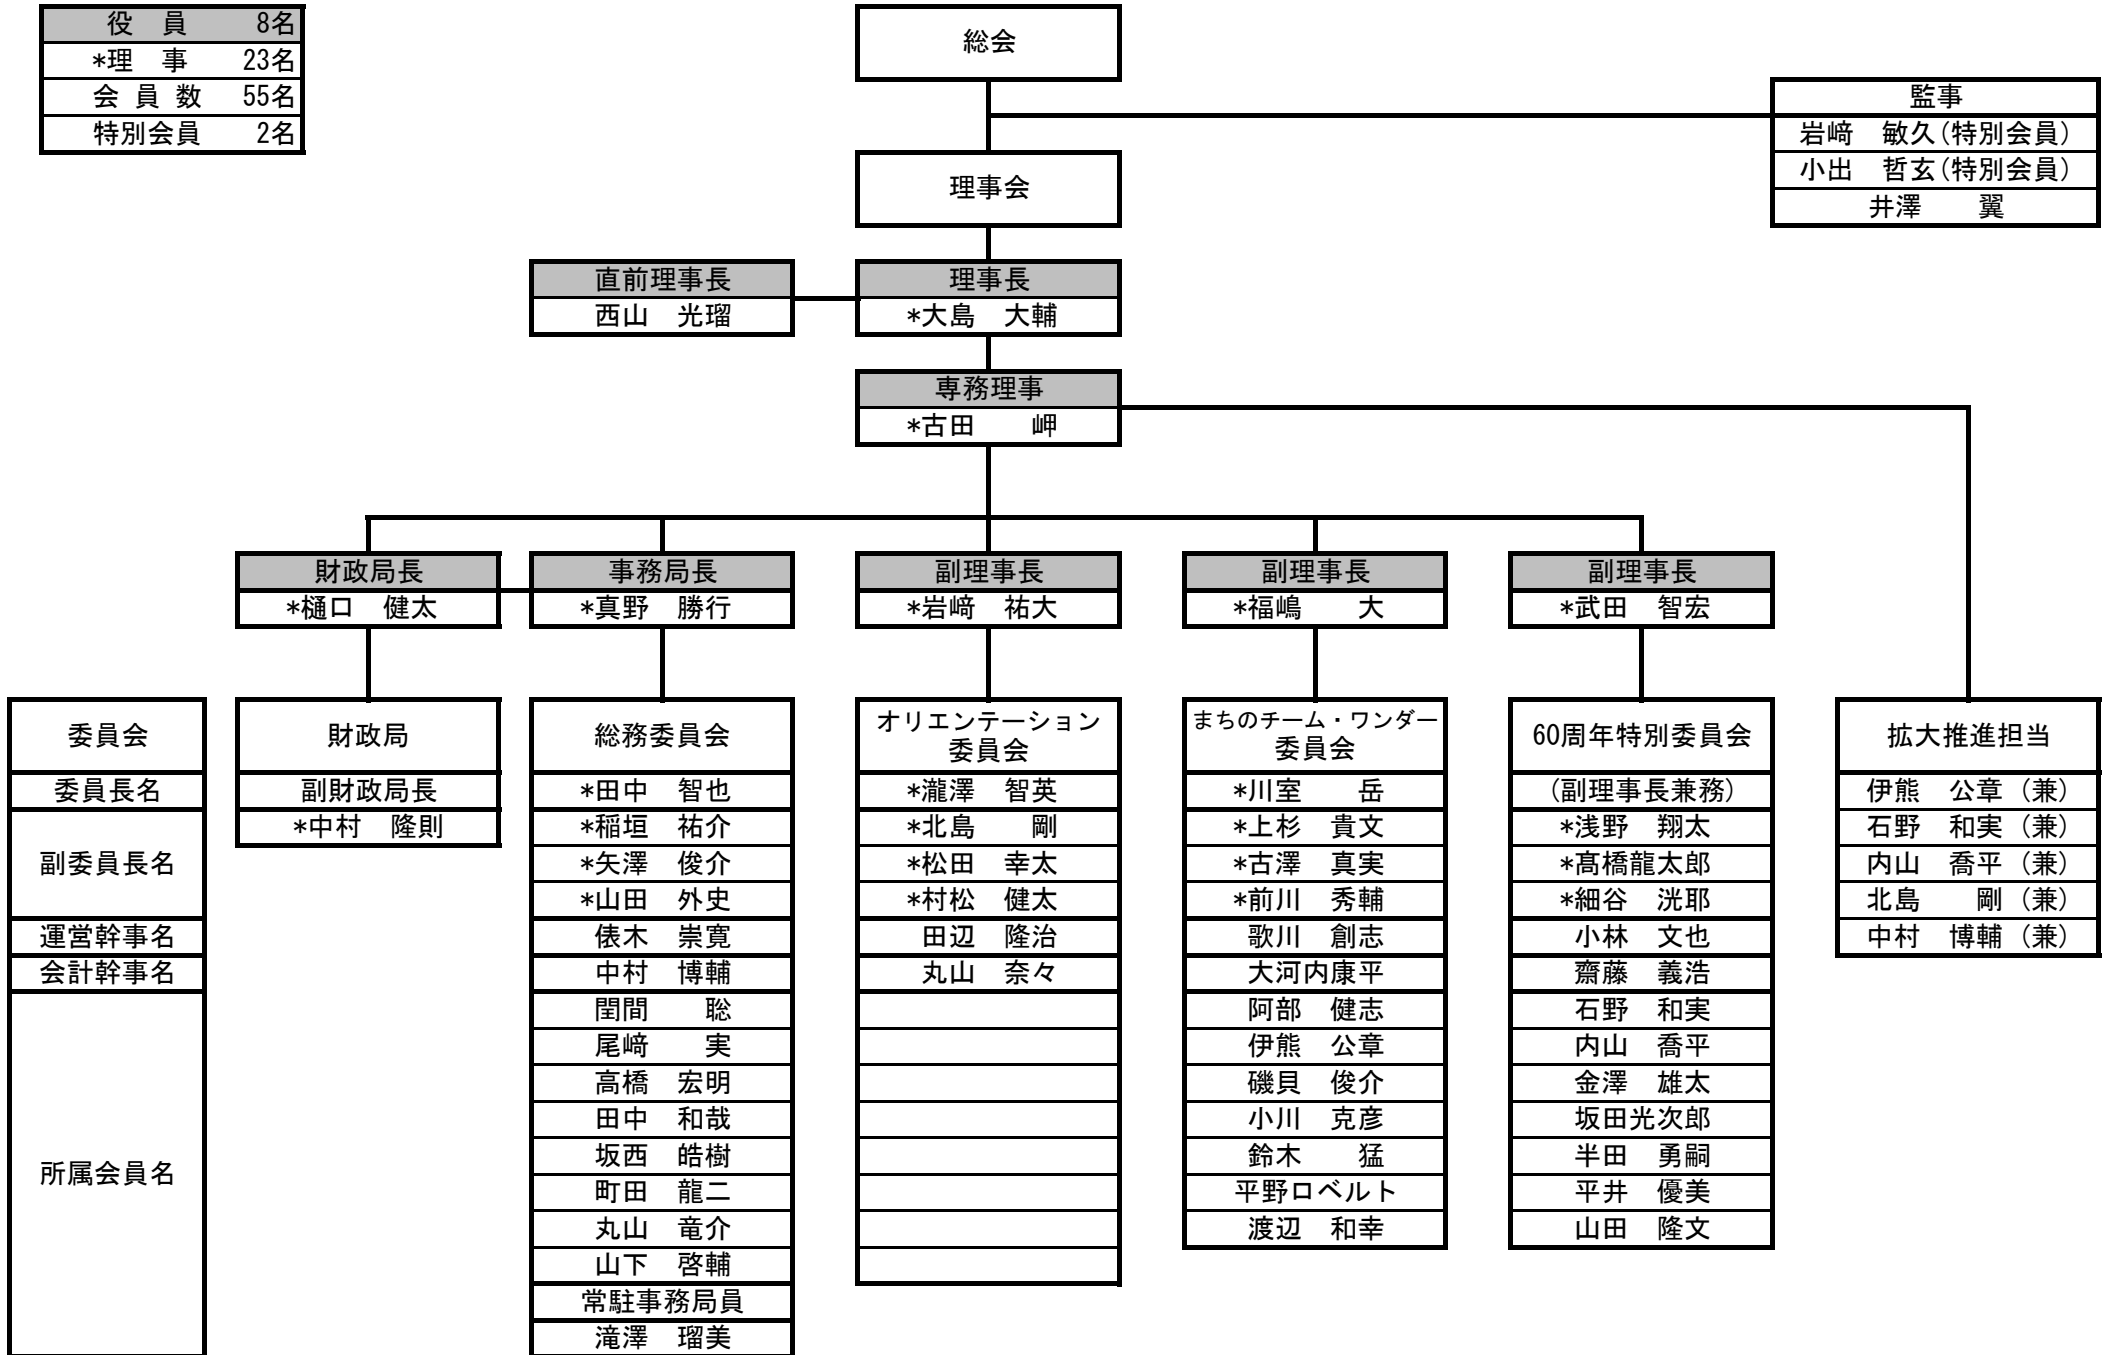 役　員　8名
*理　事　23名
会 員 数　55名
特別会員　2名
総会
監事
岩﨑　敏久(特別会員)
小出　哲玄(特別会員)
井澤　　翼
理事会
直前理事長
西山　光瑠
理事長
*大島　大輔
専務理事
*古田　　岬
財政局長
*樋口　健太
事務局長
*真野　勝行
副理事長
*岩﨑　祐大
副理事長
*福嶋　　大
副理事長
*武田　智宏
委員会
委員長名
副委員長名
運営幹事名
会計幹事名
所属会員名
財政局
副財政局長
*中村　隆則
総務委員会
*田中　智也
*稲垣　祐介
*矢澤　俊介
*山田　外史
俵木　崇寛
中村　博輔
閏間　　聡
尾﨑　　実
高橋　宏明
田中　和哉
坂西　皓樹
町田　龍二
丸山　竜介
山下　啓輔
常駐事務局員
滝澤　瑠美
オリエンテーション
委員会
*瀧澤　智英
*北島　　剛
*松田　幸太
*村松　健太
田辺　隆治
丸山　奈々
まちのチーム・ワンダー
委員会
*川室　　岳
*上杉　貴文
*古澤　真実
*前川　秀輔
歌川　創志
大河内康平
阿部　健志
伊熊　公章
磯貝　俊介
小川　克彦
鈴木　　猛
平野ロベルト
渡辺　和幸
60周年特別委員会
(副理事長兼務)
*浅野　翔太
*髙橋龍太郎
*細谷　洸耶
小林　文也
齋藤　義浩
石野　和実
内山　喬平
金澤　雄太
坂田光次郎
半田　勇嗣
平井　優美
山田　隆文
拡大推進担当
伊熊　公章（兼）
石野　和実（兼）
内山　喬平（兼）
北島　　剛（兼）
中村　博輔（兼）